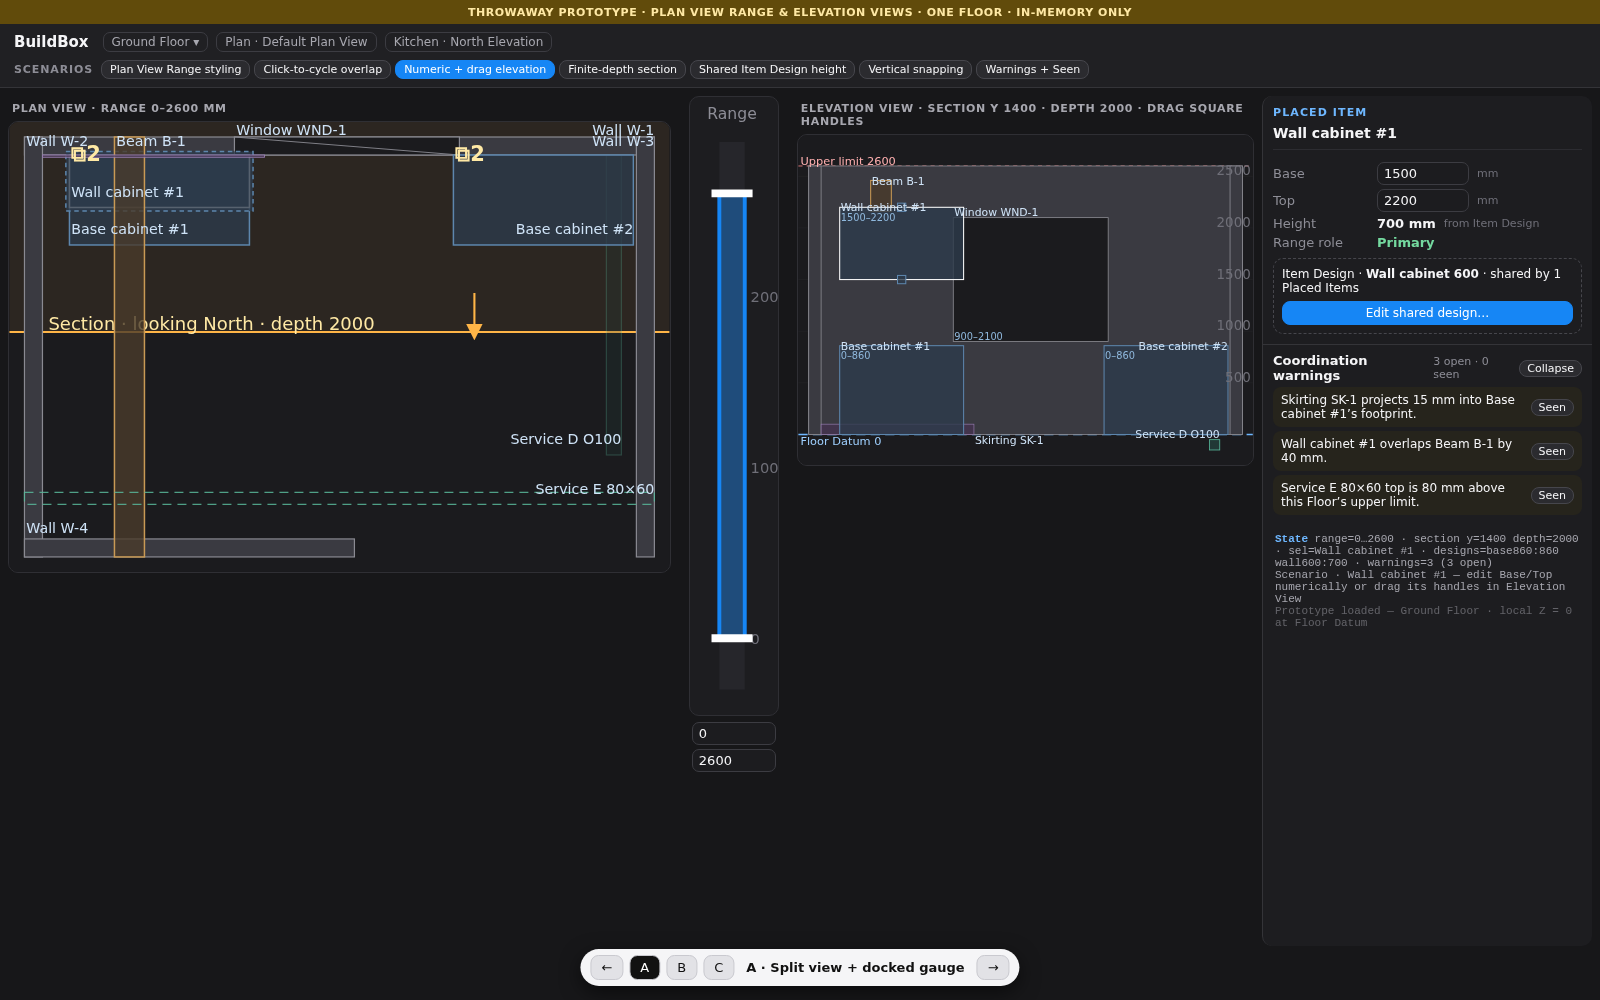 THROWAWAY PROTOTYPE · PLAN VIEW RANGE & ELEVATION VIEWS · ONE FLOOR · IN-MEMORY ONLY
BuildBox
Ground Floor ▾
Plan · Default Plan View
Kitchen · North Elevation
SCENARIOS
Plan View Range styling
Click-to-cycle overlap
Numeric + drag elevation
Finite-depth section
Shared Item Design height
Vertical snapping
Warnings + Seen
PLAN VIEW · RANGE 0–2600 MM
Wall W-2
Beam B-1
Window WND-1
Wall W-1
Wall W-3
⧉2
⧉2
Wall cabinet #1
Base cabinet #1
Base cabinet #2
Section · looking North · depth 2000
Service D O100
Service E 80×60
Wall W-4
Range
200
100
0
0
2600
ELEVATION VIEW · SECTION Y 1400 · DEPTH 2000 · DRAG SQUARE
HANDLES
Upper limit 2600
2500
Beam B-1
Wall cabinet #1
1500–2200
Window WND-1
2000
1500
1000
900–2100
Base cabinet #1
0–860
Base cabinet #2
0–860
500
Floor Datum 0
Skirting SK-1
Service D O100
PLACED ITEM
Wall cabinet #1
Base
1500
mm
Top
2200
mm
Height
700 mm
from Item Design
Range role
Primary
Item Design · Wall cabinet 600 · shared by 1
Placed Items
Edit shared design…
Coordination
warnings
3 open · 0
seen
Collapse
Skirting SK-1 projects 15 mm into Base
cabinet #1’s footprint.
Seen
Wall cabinet #1 overlaps Beam B-1 by
40 mm.
Seen
Service E 80×60 top is 80 mm above
this Floor’s upper limit.
Seen
State range=0…2600 · section y=1400 depth=2000
· sel=Wall cabinet #1 · designs=base860:860
wall600:700 · warnings=3 (3 open)
Scenario · Wall cabinet #1 — edit Base/Top
numerically or drag its handles in Elevation
View
Prototype loaded — Ground Floor · local Z = 0
at Floor Datum
←
A
B
C
A · Split view + docked gauge
→